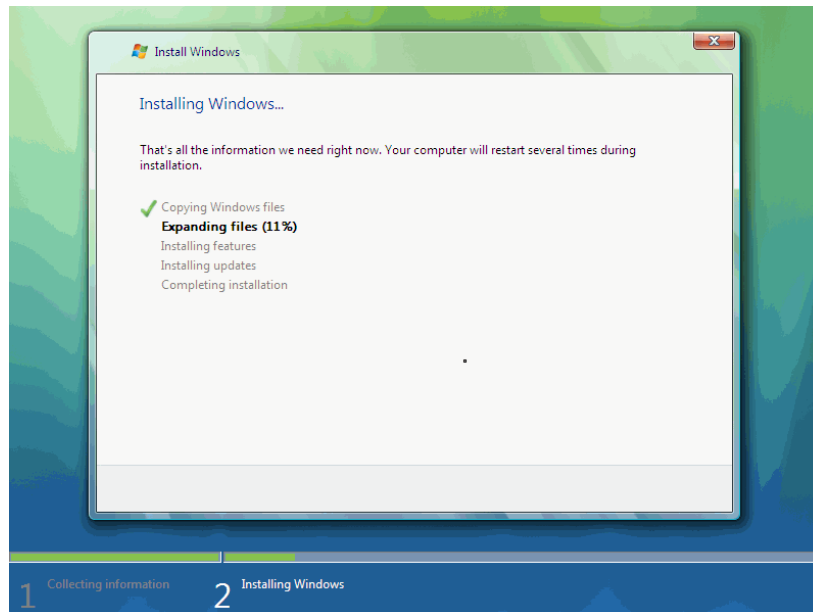 Install Windows
Installing Windows...
That's all the information we need right now. Your computer will restart several times during
installation.
Copying Windows files
Expanding files (11%)
Installing features
Installing updates
Completing installation
1 Collecting information
2 Installing Windows